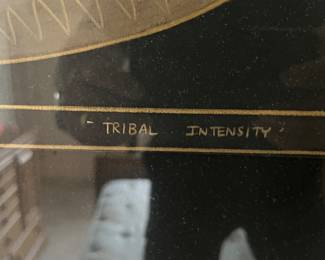 - TRIBAL INTENSITY -